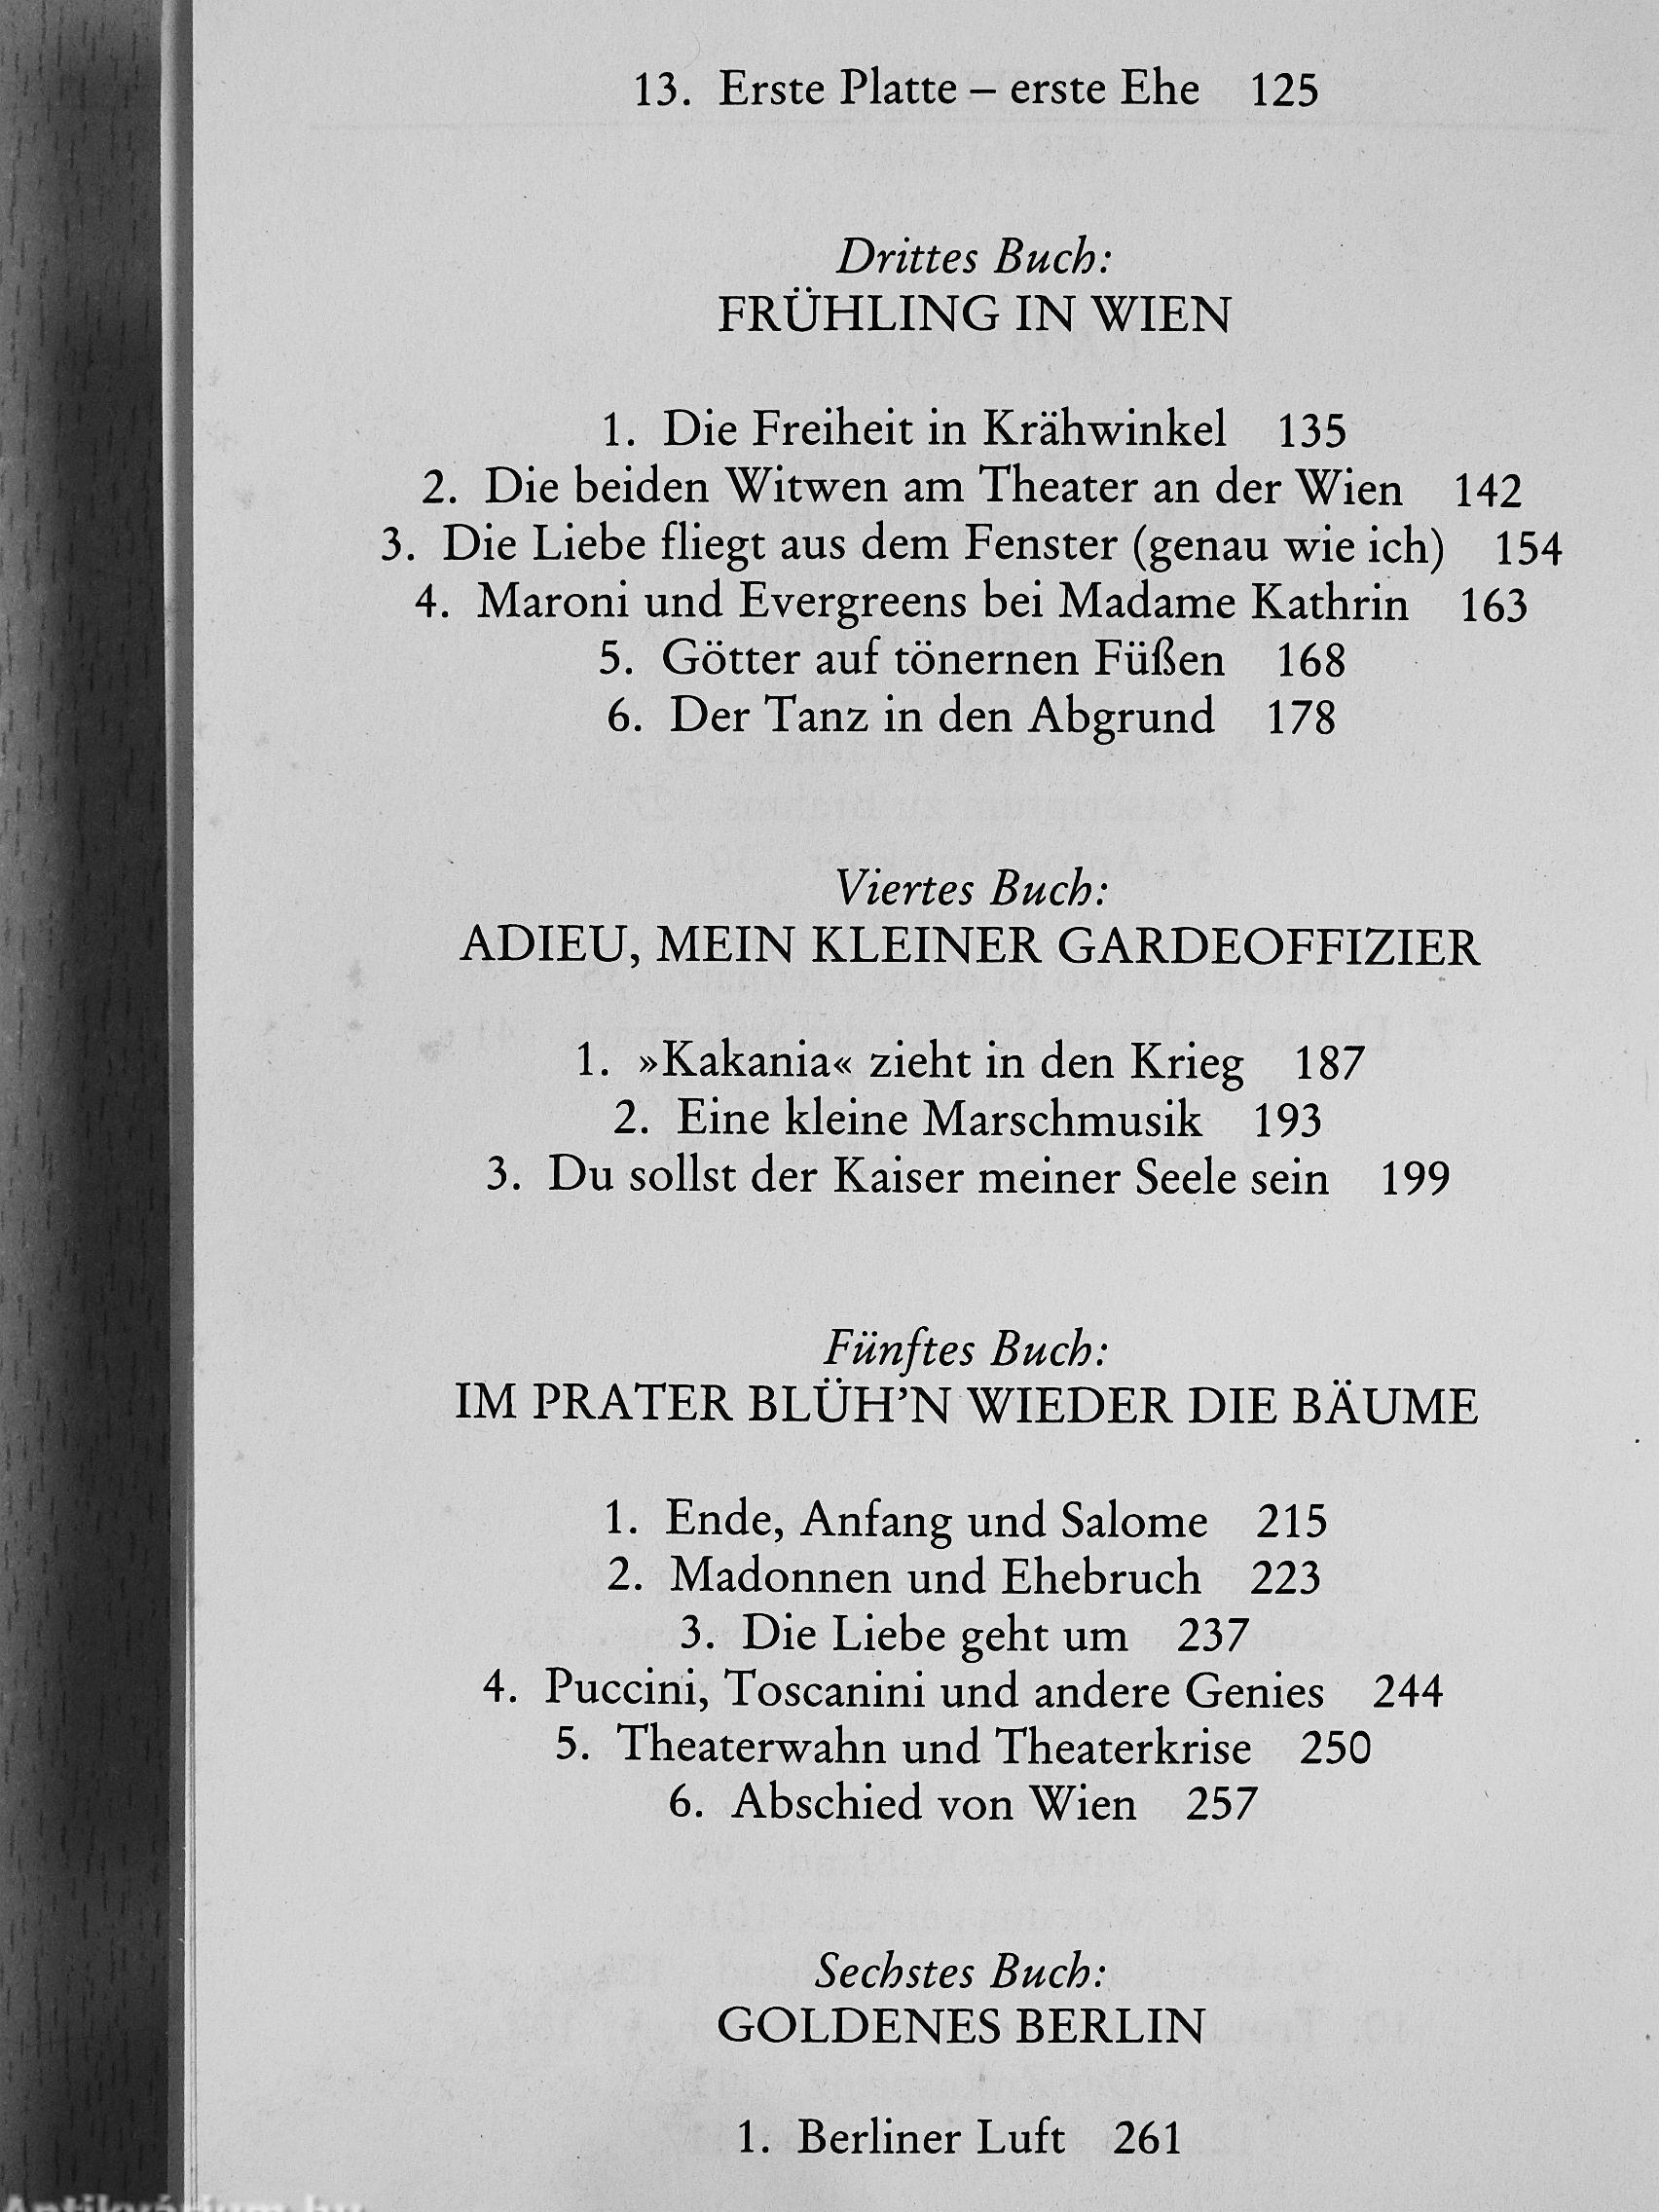 13. Erste Platte – erste Ehe 125
Drittes Buch:
FRÜHLING IN WIEN
1. Die Freiheit in Krähwinkel 135
2. Die beiden Witwen am Theater an der Wien 142
3. Die Liebe fliegt aus dem Fenster (genau wie ich) 154
4. Maroni und Evergreens bei Madame Kathrin 163
5. Götter auf tönernen Füßen 168
6. Der Tanz in den Abgrund 178
Viertes Buch:
ADIEU, MEIN KLEINER GARDEOFFIZIER
1. »Kakania« zieht in den Krieg 187
2. Eine kleine Marschmusik 193
3. Du sollst der Kaiser meiner Seele sein 199
Fünftes Buch:
IM PRATER BLÜH’N WIEDER DIE BÄUME
1. Ende, Anfang und Salome 215
2. Madonnen und Ehebruch 223
3. Die Liebe geht um 237
4. Puccini, Toscanini und andere Genies 244
5. Theaterwahn und Theaterkrise 250
6. Abschied von Wien 257
Sechstes Buch:
GOLDENES BERLIN
1. Berliner Luft 261